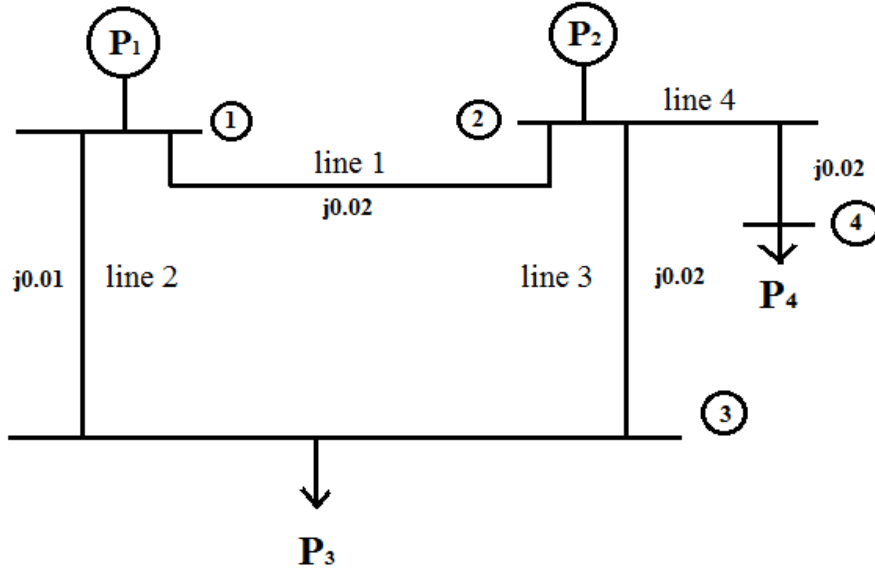 P₁
P₂
1
2
line 4
line 1
j0.02
j0.02
4
j0.01
line 2
line 3
j0.02
P₄
3
P₃